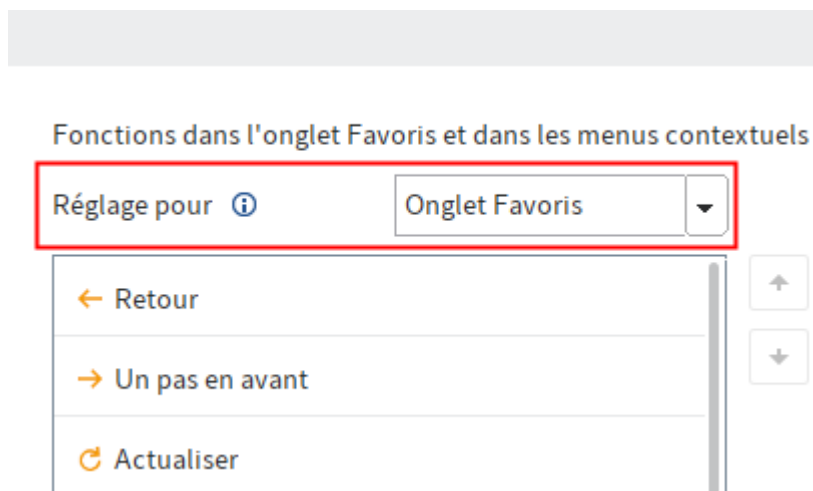 Fonctions dans l'onglet Favoris et dans les menus contextuels
Réglage pour Onglet Favoris
Retour
Un pas en avant
Actualiser